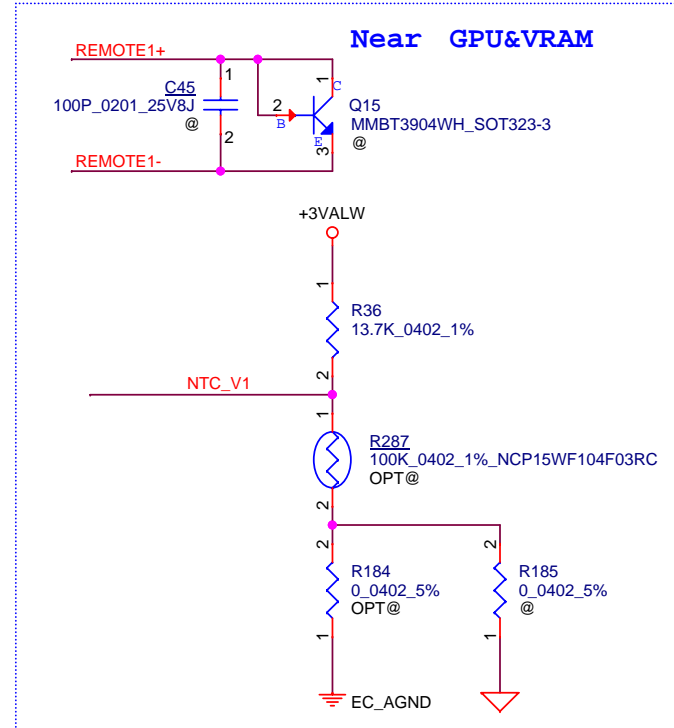 Near GPU&VRAM
REMOTE1+
1
C45
100P_0201_25V8J
@
2
1
C
2
B
E
3
Q15
MMBT3904WH_SOT323-3
@
REMOTE1-
+3VALW
1
R36
13.7K_0402_1%
2
NTC_V1
1
R287
100K_0402_1%_NCP15WF104F03RC
OPT@
2
2
R184
0_0402_5%
OPT@
1
2
R185
0_0402_5%
@
1
EC_AGND